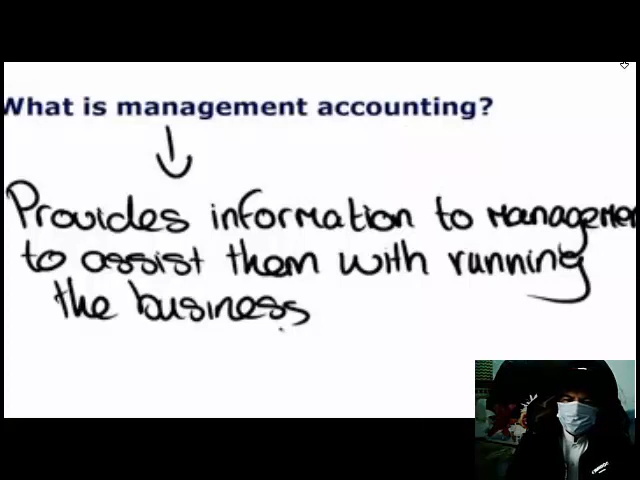 What is management accounting?
Provides information to managemen
to assist them with running
the business